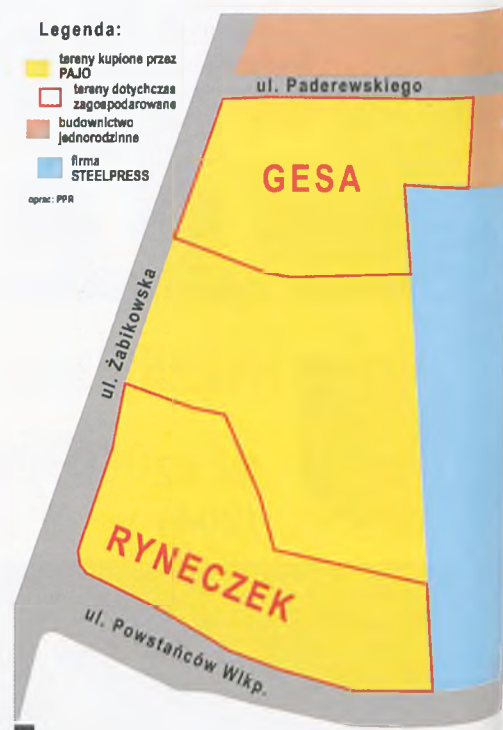 Legenda:
tereny kupione przez
PAJO
tereny dotychczas
zagospodarowane
budownictwo
jednorodzinne
firma
STEELPRESS
oprac: PPR
ul. Paderewskiego
GESA
ul. Żabikowska
RYNECZEK
ul. Powstańców Wlkp.